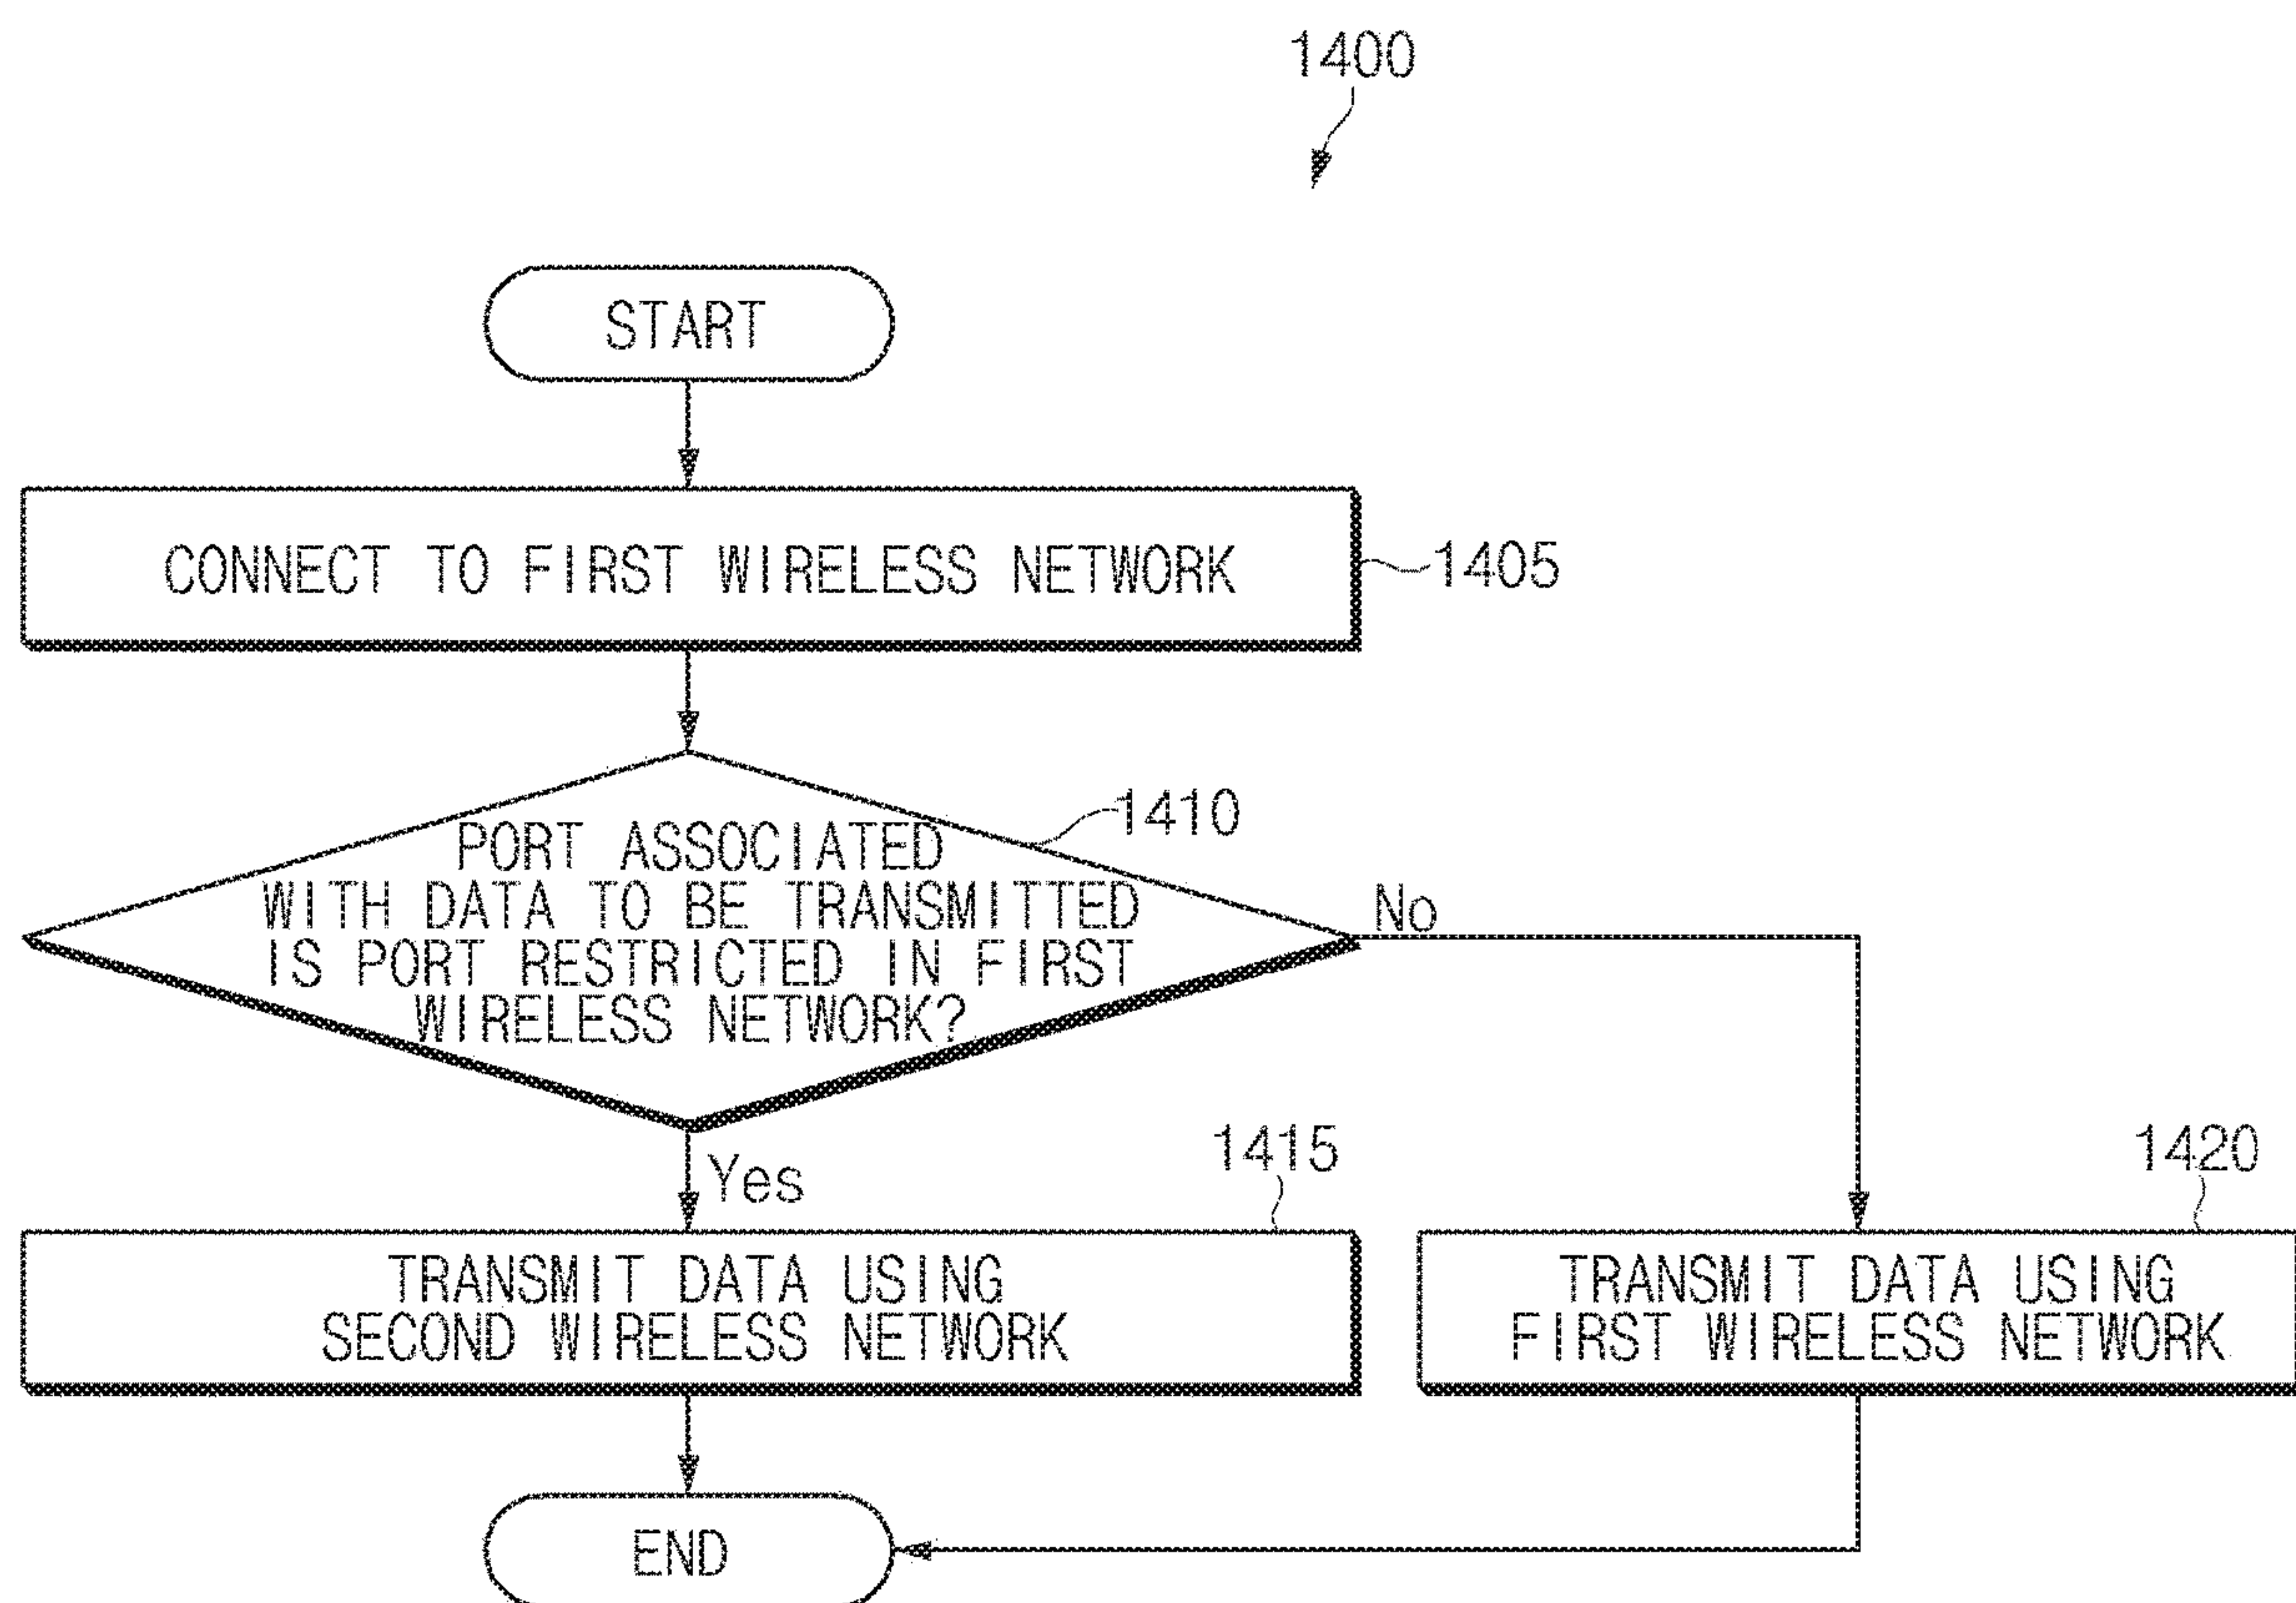 1400
START
CONNECT TO FIRST WIRELESS NETWORK
1405
1410
PORT ASSOCIATED
WITH DATA TO BE TRANSMITTED
IS PORT RESTRICTED IN FIRST
WIRELESS NETWORK?
No
Yes
1415
TRANSMIT DATA USING
SECOND WIRELESS NETWORK
1420
TRANSMIT DATA USING
FIRST WIRELESS NETWORK
END